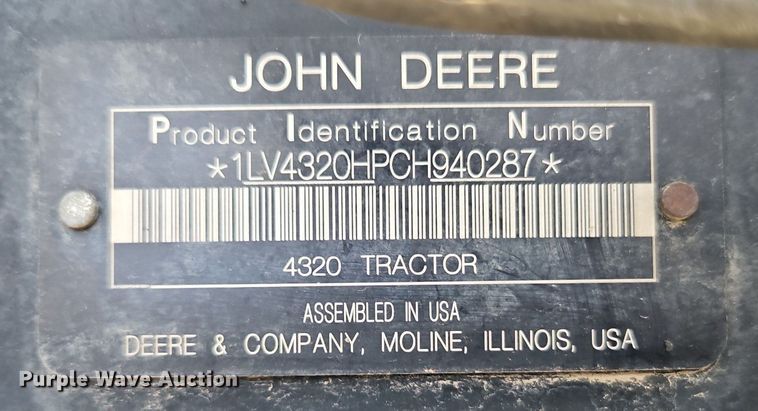 JOHN DEERE
Product Identification Number
*1LV4320HPCH940287*
4320 TRACTOR
ASSEMBLED IN USA
DEERE & COMPANY, MOLINE, ILLINOIS, USA
Purple Wave Auction